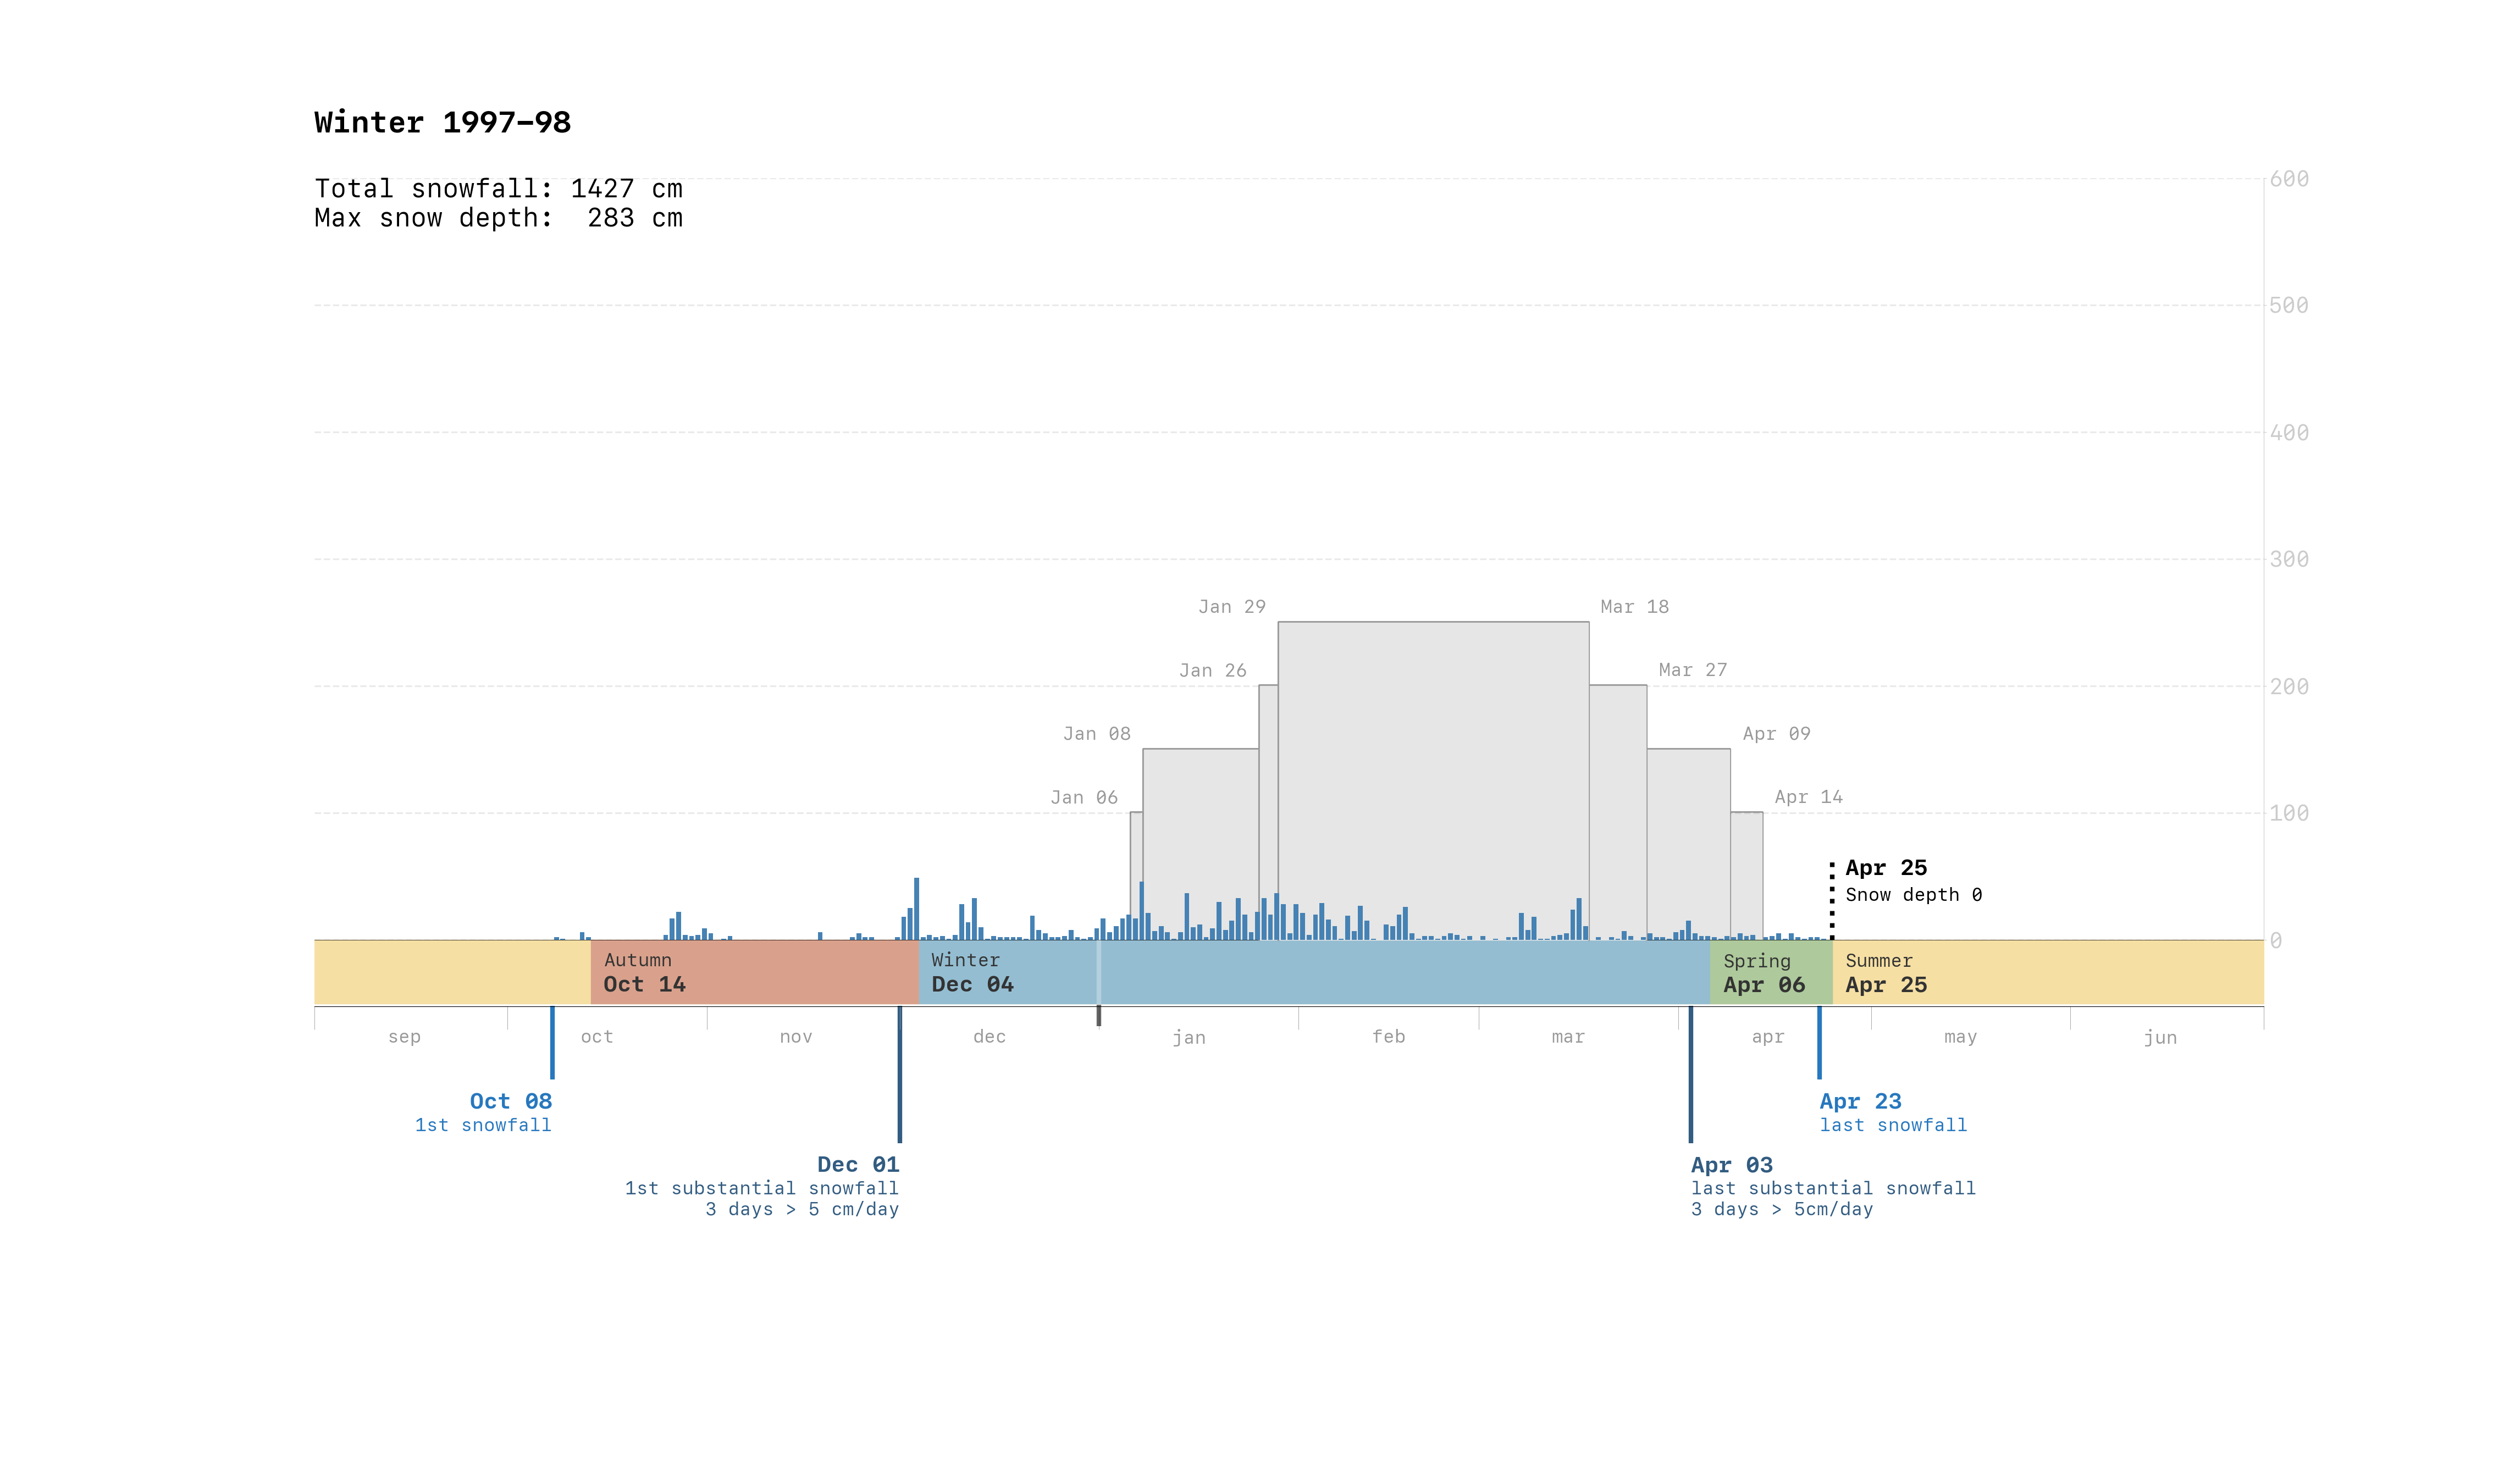 Winter 1997–98
Total snowfall: 1427 cm
Max snow depth: 283 cm
600
500
400
300
Jan 29
Mar 18
Jan 26
Mar 27
200
Jan 08
Apr 09
Jan 06
Apr 14
100
Apr 25
Snow depth 0
0
Autumn
Oct 14
Winter
Dec 04
Spring
Apr 06
Summer
Apr 25
sep oct nov dec jan feb mar apr may jun
Oct 08
1st snowfall
Apr 23
last snowfall
Dec 01
1st substantial snowfall
3 days > 5 cm/day
Apr 03
last substantial snowfall
3 days > 5cm/day